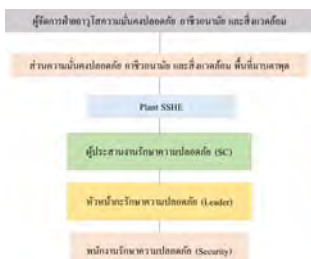 ผู้จัดการฝ่ายอาวุโสความมั่นคงปลอดภัย อาชีวอนามัย และสิ่งแวดล้อม
ส่วนความมั่นคงปลอดภัย อาชีวอนามัย และสิ่งแวดล้อม พื้นที่มาบตาพุด
Plant SSHE
ผู้ประสานงานรักษาความปลอดภัย (SC)
หัวหน้ากะรักษาความปลอดภัย (Leader)
พนักงานรักษาความปลอดภัย (Security)